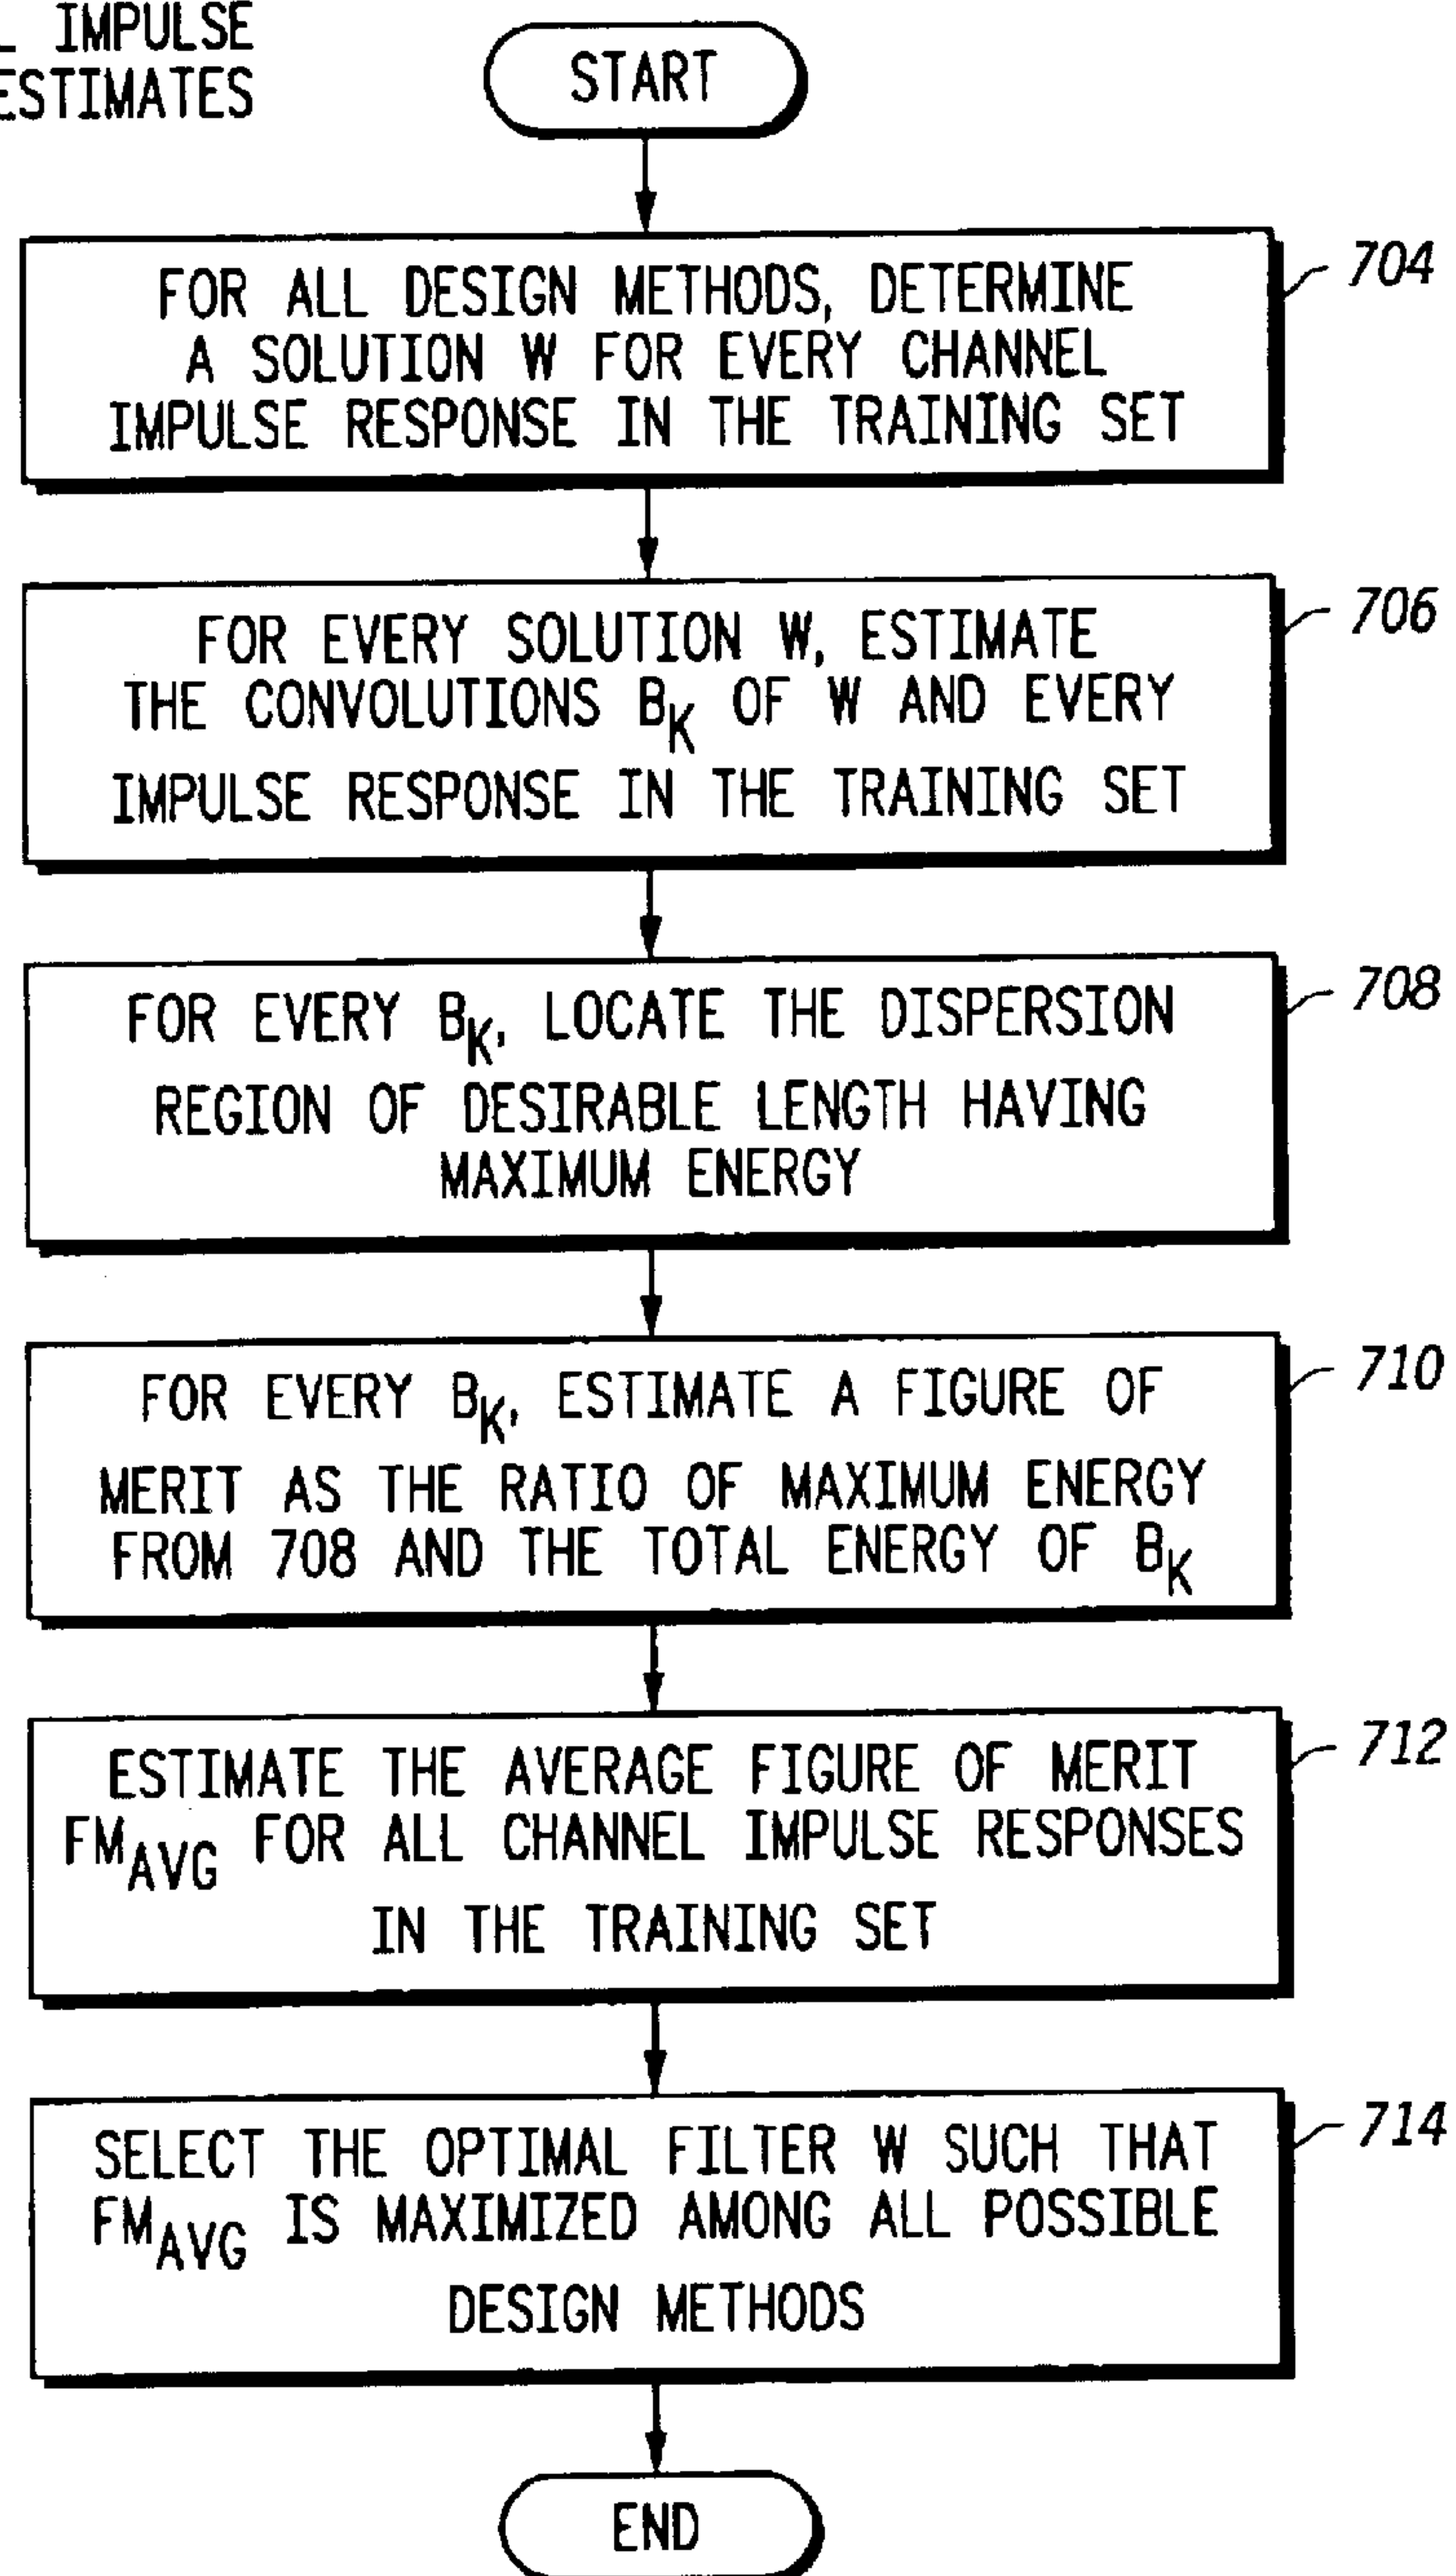 IMPULSE
ESTIMATES
START
FOR ALL DESIGN METHODS, DETERMINE
A SOLUTION W FOR EVERY CHANNEL
IMPULSE RESPONSE IN THE TRAINING SET
704
FOR EVERY SOLUTION W, ESTIMATE
THE CONVOLUTIONS BK OF W AND EVERY
IMPULSE RESPONSE IN THE TRAINING SET
706
FOR EVERY BK, LOCATE THE DISPERSION
REGION OF DESIRABLE LENGTH HAVING
MAXIMUM ENERGY
708
FOR EVERY BK, ESTIMATE A FIGURE OF
MERIT AS THE RATIO OF MAXIMUM ENERGY
FROM 708 AND THE TOTAL ENERGY OF BK
710
ESTIMATE THE AVERAGE FIGURE OF MERIT
FMAVG FOR ALL CHANNEL IMPULSE RESPONSES
IN THE TRAINING SET
712
SELECT THE OPTIMAL FILTER W SUCH THAT
FMAVG IS MAXIMIZED AMONG ALL POSSIBLE
DESIGN METHODS
714
END